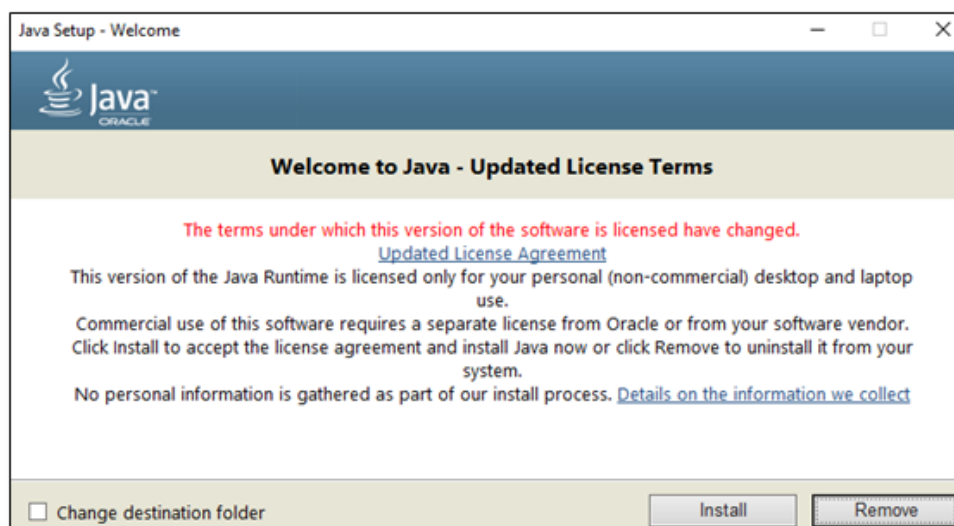 Java Setup - Welcome
Java™
ORACLE
Welcome to Java - Updated License Terms
The terms under which this version of the software is licensed have changed.
Updated License Agreement
This version of the Java Runtime is licensed only for your personal (non-commercial) desktop and laptop
use.
Commercial use of this software requires a separate license from Oracle or from your software vendor.
Click Install to accept the license agreement and install Java now or click Remove to uninstall it from your
system.
No personal information is gathered as part of our install process. Details on the information we collect
Change destination folder
Install
Remove